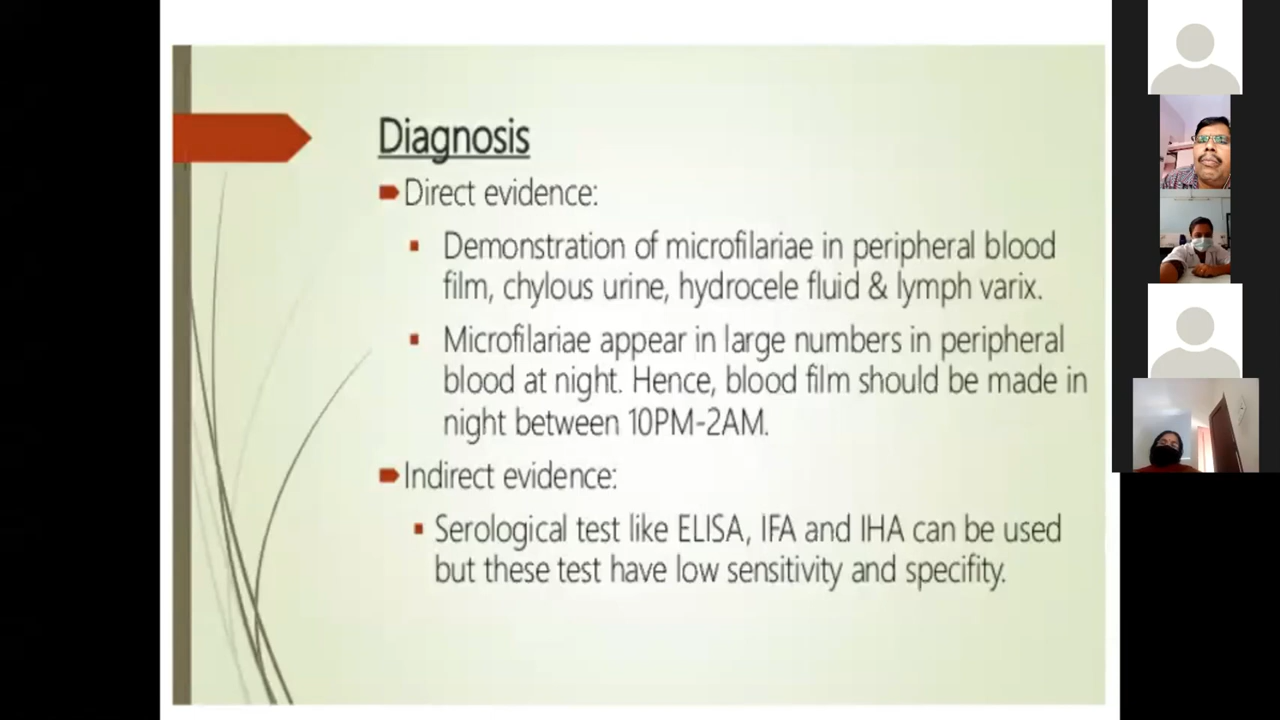 Diagnosis
Direct evidence:
Demonstration of microfilariae in peripheral blood
film, chylous urine, hydrocele fluid & lymph varix.
Microfilariae appear in large numbers in peripheral
blood at night. Hence, blood film should be made in
night between 10PM-2AM.
Indirect evidence:
Serological test like ELISA, IFA and IHA can be used
but these test have low sensitivity and specifity.